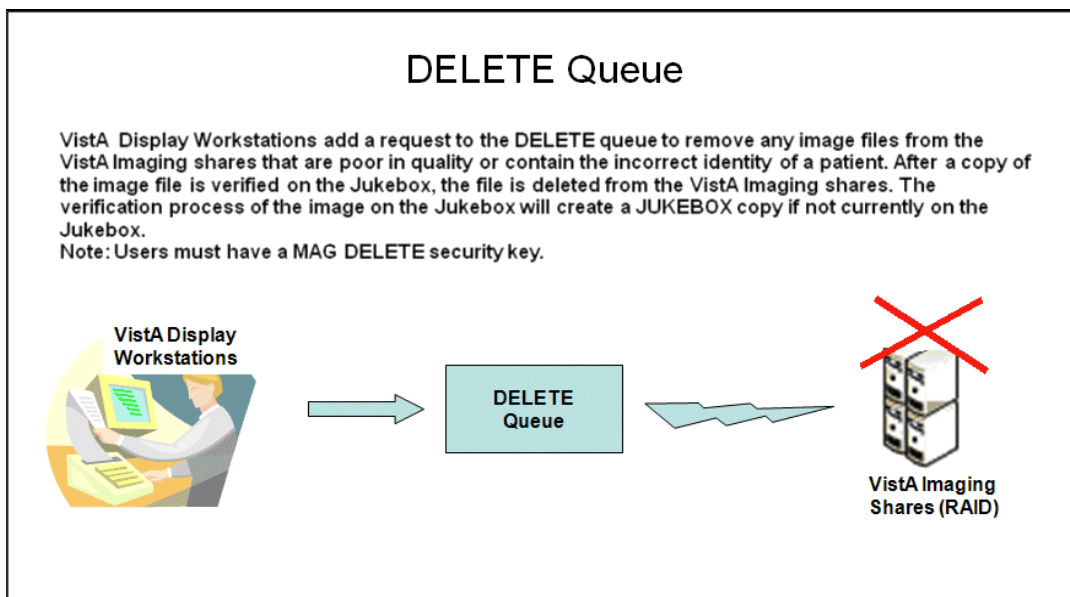 DELETE Queue
VistA Display Workstations add a request to the DELETE queue to remove any image files from the
VistA Imaging shares that are poor in quality or contain the incorrect identity of a patient. After a copy of
the image file is verified on the Jukebox, the file is deleted from the VistA Imaging shares. The
verification process of the image on the Jukebox will create a JUKEBOX copy if not currently on the
Jukebox.
Note: Users must have a MAG DELETE security key.
VistA Display
Workstations
DELETE
Queue
VistA Imaging
Shares (RAID)